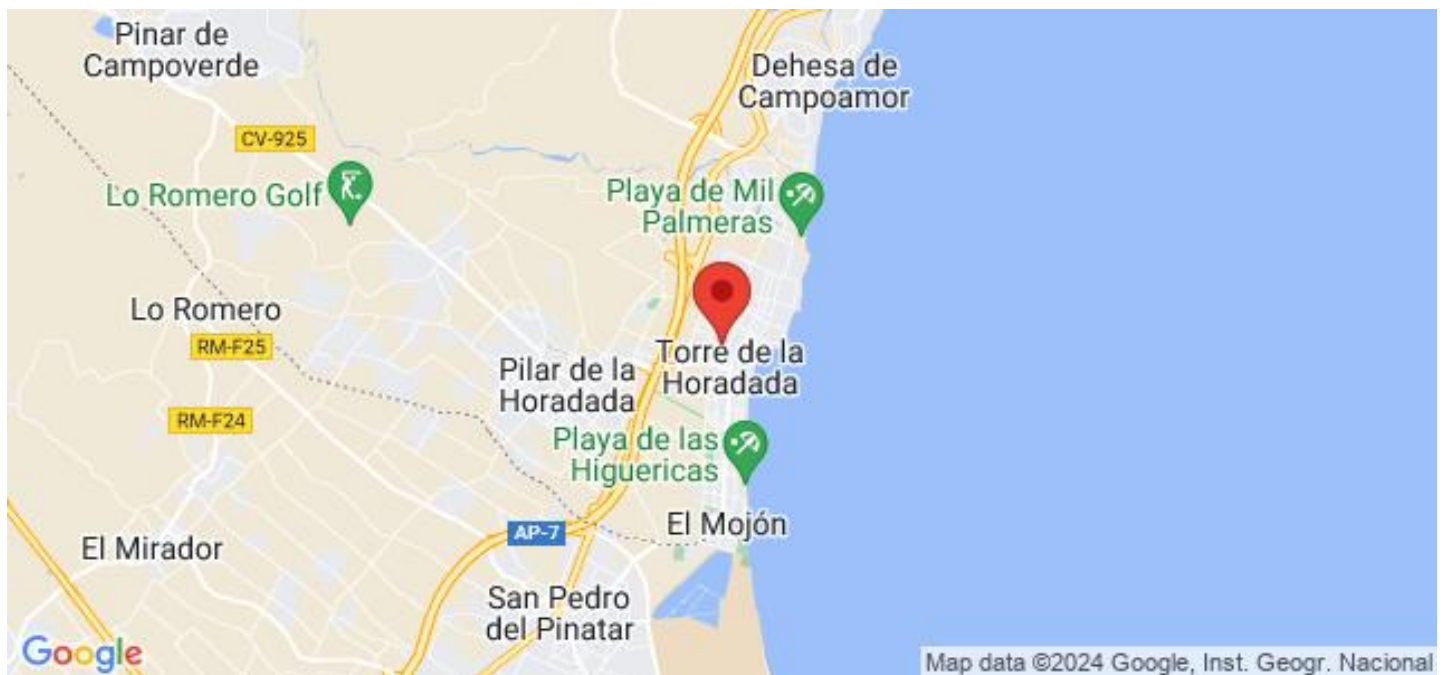 Pinar de
Campoverde
Dehesa de
Campoamor
CV-925
Lo Romero Golf
Playa de Mil
Palmeras
Lo Romero
RM-F25
Torre de la
Horadada
Pilar de la
Horadada
RM-F24
Playa de las
Higuericas
El Mojón
AP-7
El Mirador
San Pedro
del Pinatar
Google
Map data ©2024 Google, Inst. Geogr. Nacional